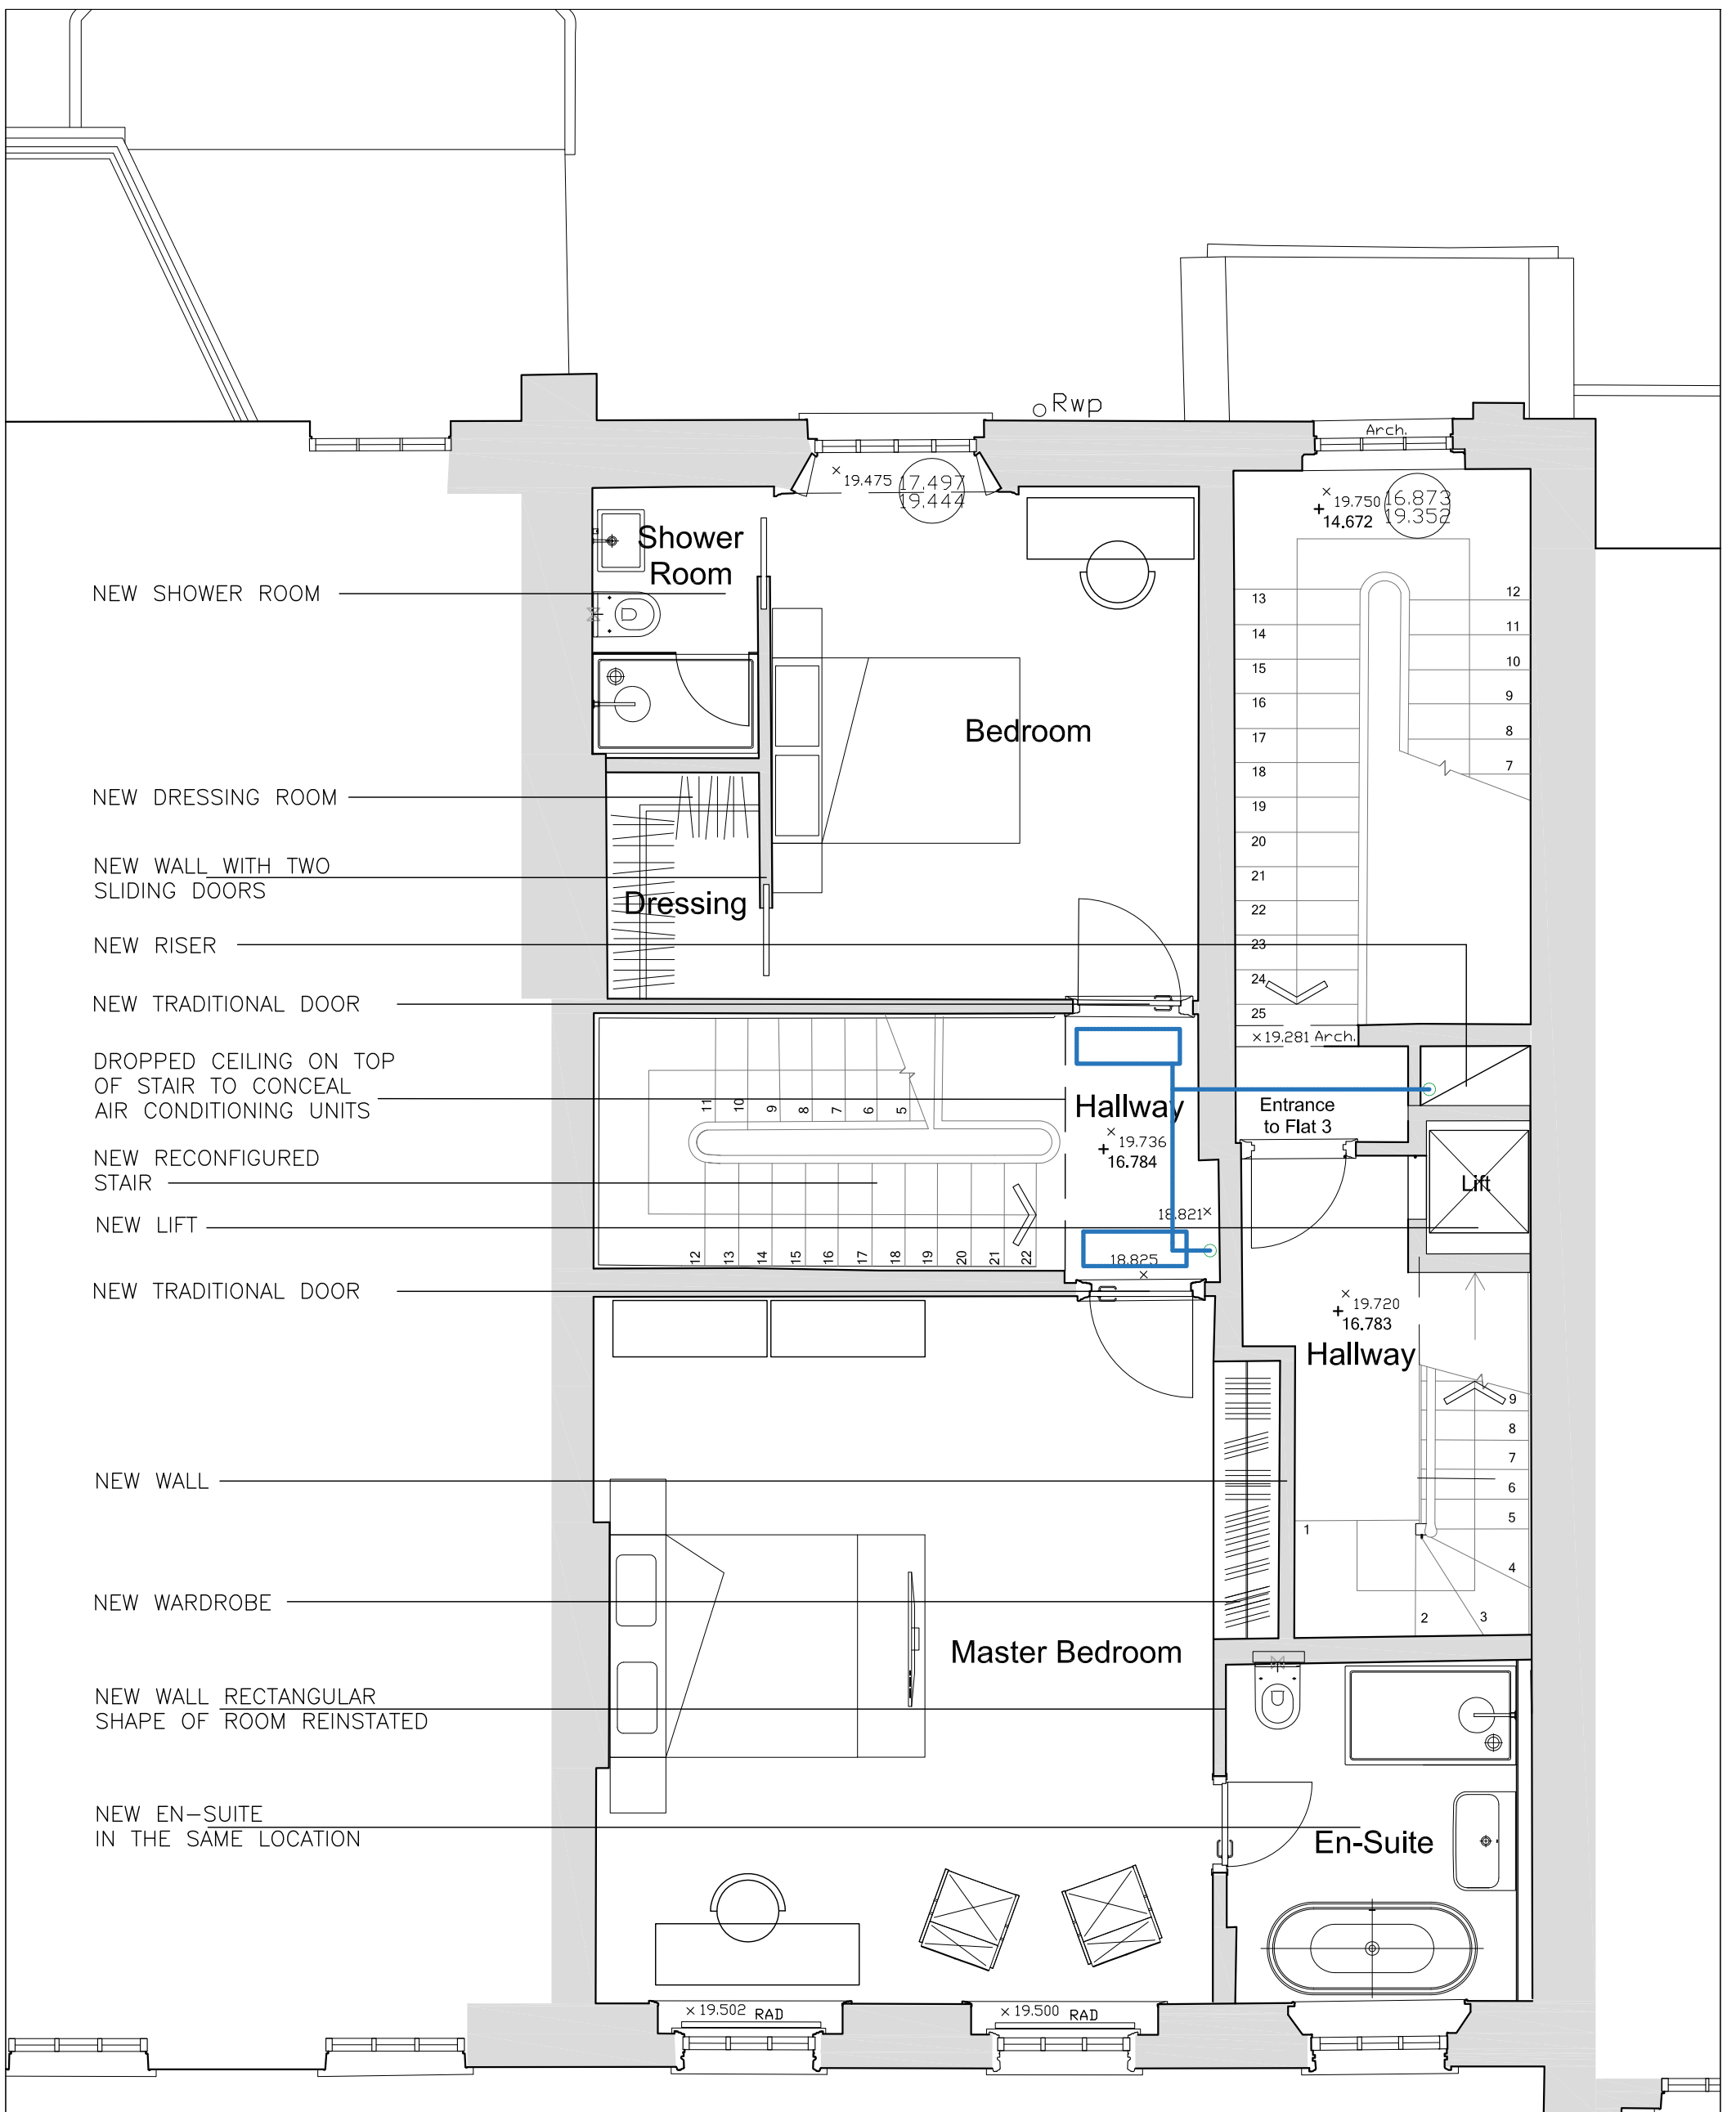 Rwp
Arch.
19.475
17.497
19.444
19.750
14.672
16.873
19.352
Shower
Room
NEW SHOWER ROOM
13
14
15
16
17
18
19
20
21
22
23
24
25
12
11
10
9
8
7
Bedroom
NEW DRESSING ROOM
NEW WALL WITH TWO
SLIDING DOORS
Dressing
NEW RISER
NEW TRADITIONAL DOOR
19.281 Arch.
DROPPED CEILING ON TOP
OF STAIR TO CONCEAL
AIR CONDITIONING UNITS
11
10
9
8
7
6
5
Hallway
19.736
16.784
Entrance
to Flat 3
NEW RECONFIGURED
STAIR
Lift
18.821
NEW LIFT
12
13
14
15
16
17
18
19
20
21
22
18.825
NEW TRADITIONAL DOOR
19.720
16.783
Hallway
9
8
7
6
5
4
3
2
1
NEW WALL
NEW WARDROBE
Master Bedroom
NEW WALL RECTANGULAR
SHAPE OF ROOM REINSTATED
NEW EN-SUITE
IN THE SAME LOCATION
En-Suite
19.502 RAD
19.500 RAD